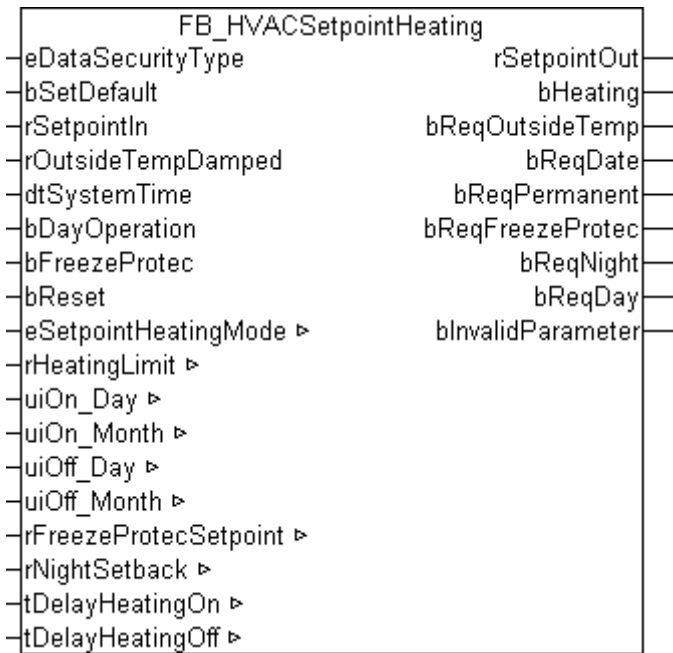 FB_HVACSetpointHeating
eDataSecurityType rSetpointOut
bSetDefault bHeating
rSetpointIn bReqOutsideTemp
rOutsideTempDamped bReqDate
dtSystemTime bReqPermanent
bDayOperation bReqFreezeProtec
bFreezeProtec bReqNight
bReset bReqDay
eSetpointHeatingMode ▹ bInvalidParameter
rHeatingLimit ▹
uiOn_Day ▹
uiOn_Month ▹
uiOff_Day ▹
uiOff_Month ▹
rFreezeProtecSetpoint ▹
rNightSetback ▹
tDelayHeatingOn ▹
tDelayHeatingOff ▹